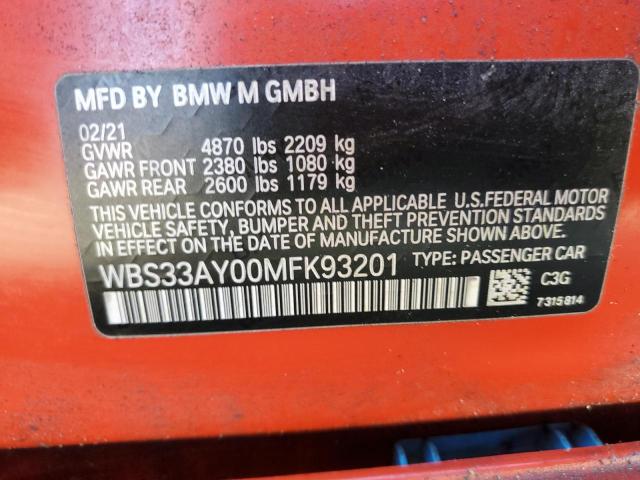 MFD BY BMW M GMBH
02/21
GVWR 4870 lbs 2209 kg
GAWR FRONT 2380 lbs 1080 kg
GAWR REAR 2600 lbs 1179 kg
THIS VEHICLE CONFORMS TO ALL APPLICABLE U.S.FEDERAL MOTOR
VEHICLE SAFETY, BUMPER AND THEFT PREVENTION STANDARDS
IN EFFECT ON THE DATE OF MANUFACTURE SHOWN ABOVE.
WBS33AY00MFK93201 TYPE: PASSENGER CAR
C3G
7315814